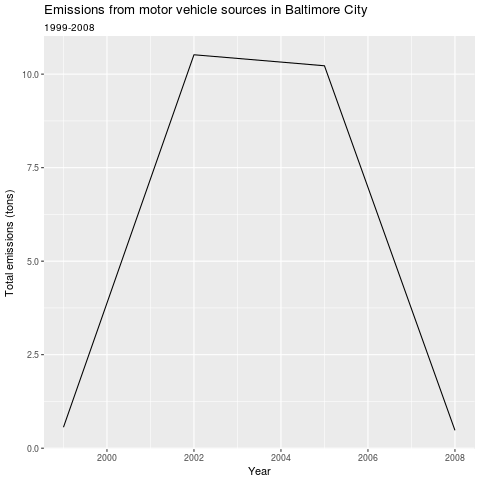 Emissions from motor vehicle sources in Baltimore City
1999-2008
10.0
7.5
5.0
2.5
0.0
Total emissions (tons)
2000 2002 2004 2006 2008
Year